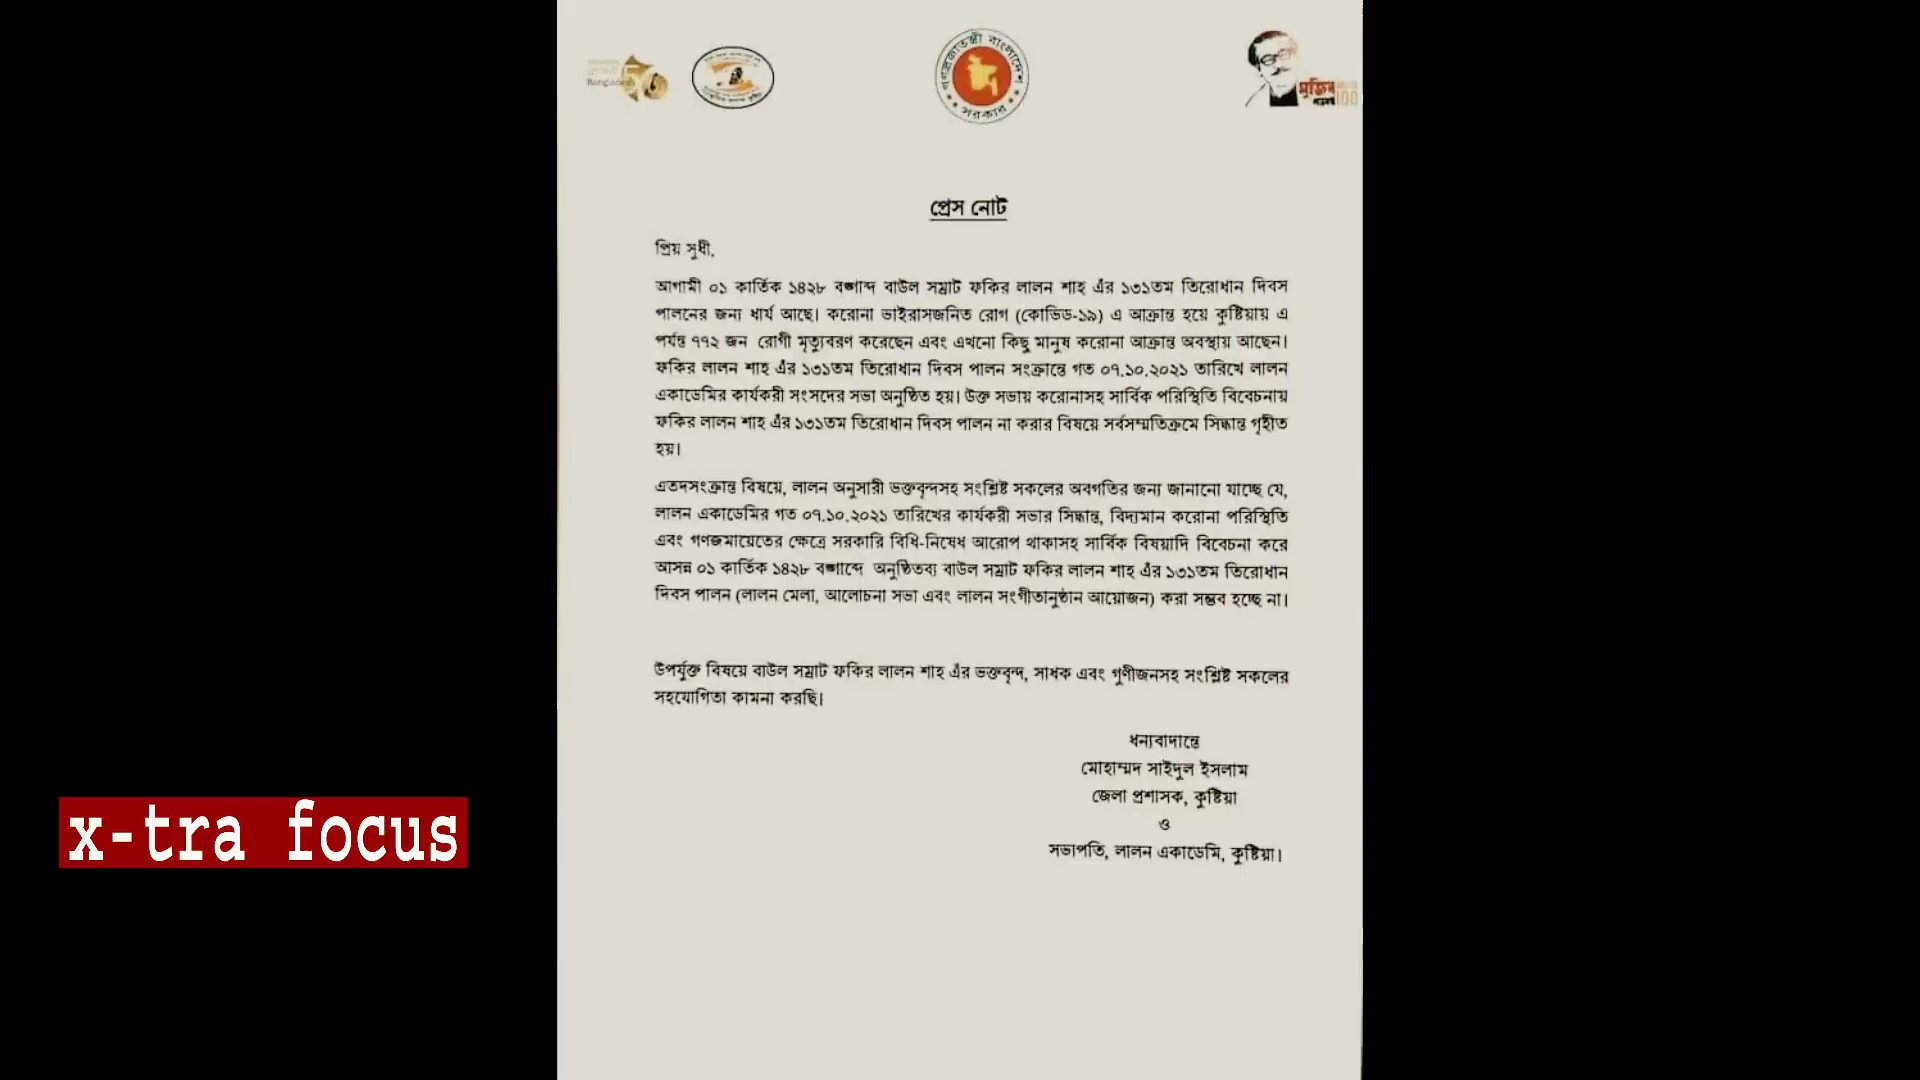 গণপ্রজাতন্ত্রী বাংলাদেশ
সরকার
50
মুজিব
100
প্রেস নোট
প্রিয় সুধী,
আগামী ০১ কার্তিক ১৪২৮ বঙ্গাব্দ বাউল সম্রাট ফকির লালন শাহ এঁর ১৩১তম তিরোধান দিবস
পালনের জন্য ধার্য আছে। করোনা ভাইরাসজনিত রোগ (কোভিড-১৯) এ আক্রান্ত হয়ে কুষ্টিয়ায় এ
পর্যন্ত ৭৭২ জন রোগী মৃত্যুবরণ করেছেন এবং এখনো কিছু মানুষ করোনা আক্রান্ত অবস্থায় আছেন।
ফকির লালন শাহ এঁর ১৩১তম তিরোধান দিবস পালন সংক্রান্তে গত ০৭.১০.২০২১ তারিখে লালন
একাডেমির কার্যকরী সংসদের সভা অনুষ্ঠিত হয়। উক্ত সভায় করোনাসহ সার্বিক পরিস্থিতি বিবেচনায়
ফকির লালন শাহ এঁর ১৩১তম তিরোধান দিবস পালন না করার বিষয়ে সর্বসম্মতিক্রমে সিদ্ধান্ত গৃহীত
হয়।
এতদসংক্রান্ত বিষয়ে, লালন অনুসারী ভক্তবৃন্দসহ সংশ্লিষ্ট সকলের অবগতির জন্য জানানো যাচ্ছে যে,
লালন একাডেমির গত ০৭.১০.২০২১ তারিখের কার্যকরী সভার সিদ্ধান্ত, বিদ্যমান করোনা পরিস্থিতি
এবং গণজমায়েতের ক্ষেত্রে সরকারি বিধি-নিষেধ আরোপ থাকাসহ সার্বিক বিষয়াদি বিবেচনা করে
আসন্ন ০১ কার্তিক ১৪২৮ বঙ্গাব্দে অনুষ্ঠিতব্য বাউল সম্রাট ফকির লালন শাহ এঁর ১৩১তম তিরোধান
দিবস পালন (লালন মেলা, আলোচনা সভা এবং লালন সংগীতানুষ্ঠান আয়োজন) করা সম্ভব হচ্ছে না।
উপর্যুক্ত বিষয়ে বাউল সম্রাট ফকির লালন শাহ এঁর ভক্তবৃন্দ, সাধক এবং গুণীজনসহ সংশ্লিষ্ট সকলের
সহযোগিতা কামনা করছি।
ধন্যবাদান্তে
মোহাম্মদ সাইদুল ইসলাম
জেলা প্রশাসক, কুষ্টিয়া
ও
সভাপতি, লালন একাডেমি, কুষ্টিয়া।
x-tra focus